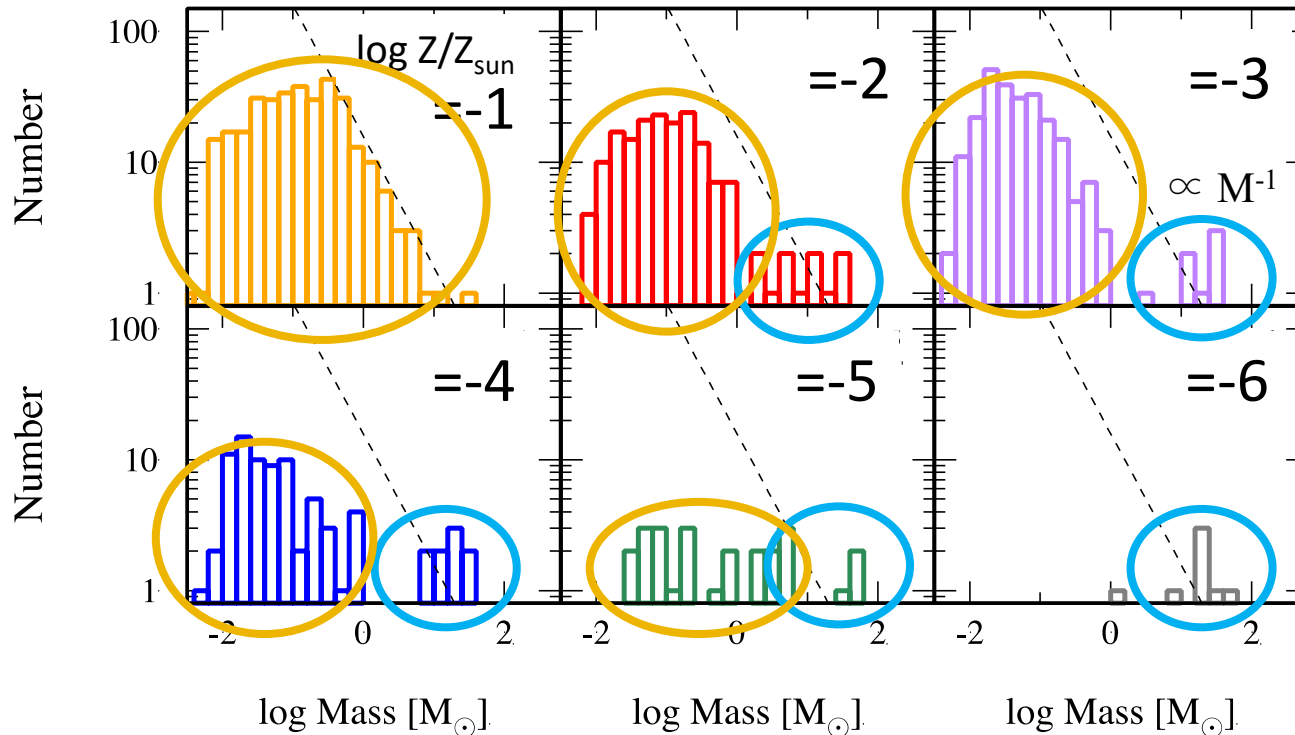 log Z/Z_sun
=-1
=-2
=-3
∝ M^-1
100
10
1
Number
=-4
=-5
=-6
100
10
1
Number
-2 0 2
-2 0 2
-2 0 2
log Mass [M_⊙]
log Mass [M_⊙]
log Mass [M_⊙]